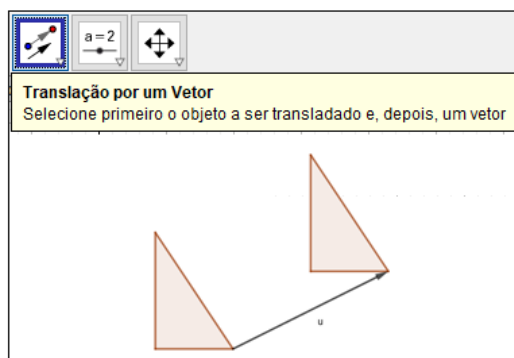 a = 2
Translação por um Vetor
Selecione primeiro o objeto a ser transladado e, depois, um vetor
u